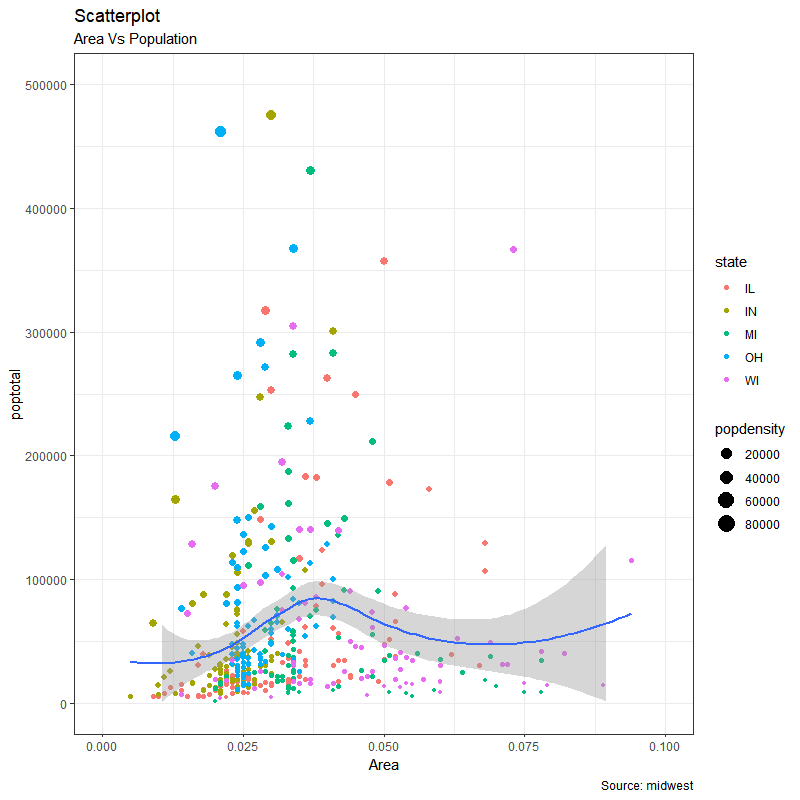 Scatterplot
Area Vs Population
500000
400000
300000
200000
100000
0
poptotal
0.000
0.025
0.050
0.075
0.100
Area
state
IL
IN
MI
OH
WI
popdensity
20000
40000
60000
80000
Source: midwest